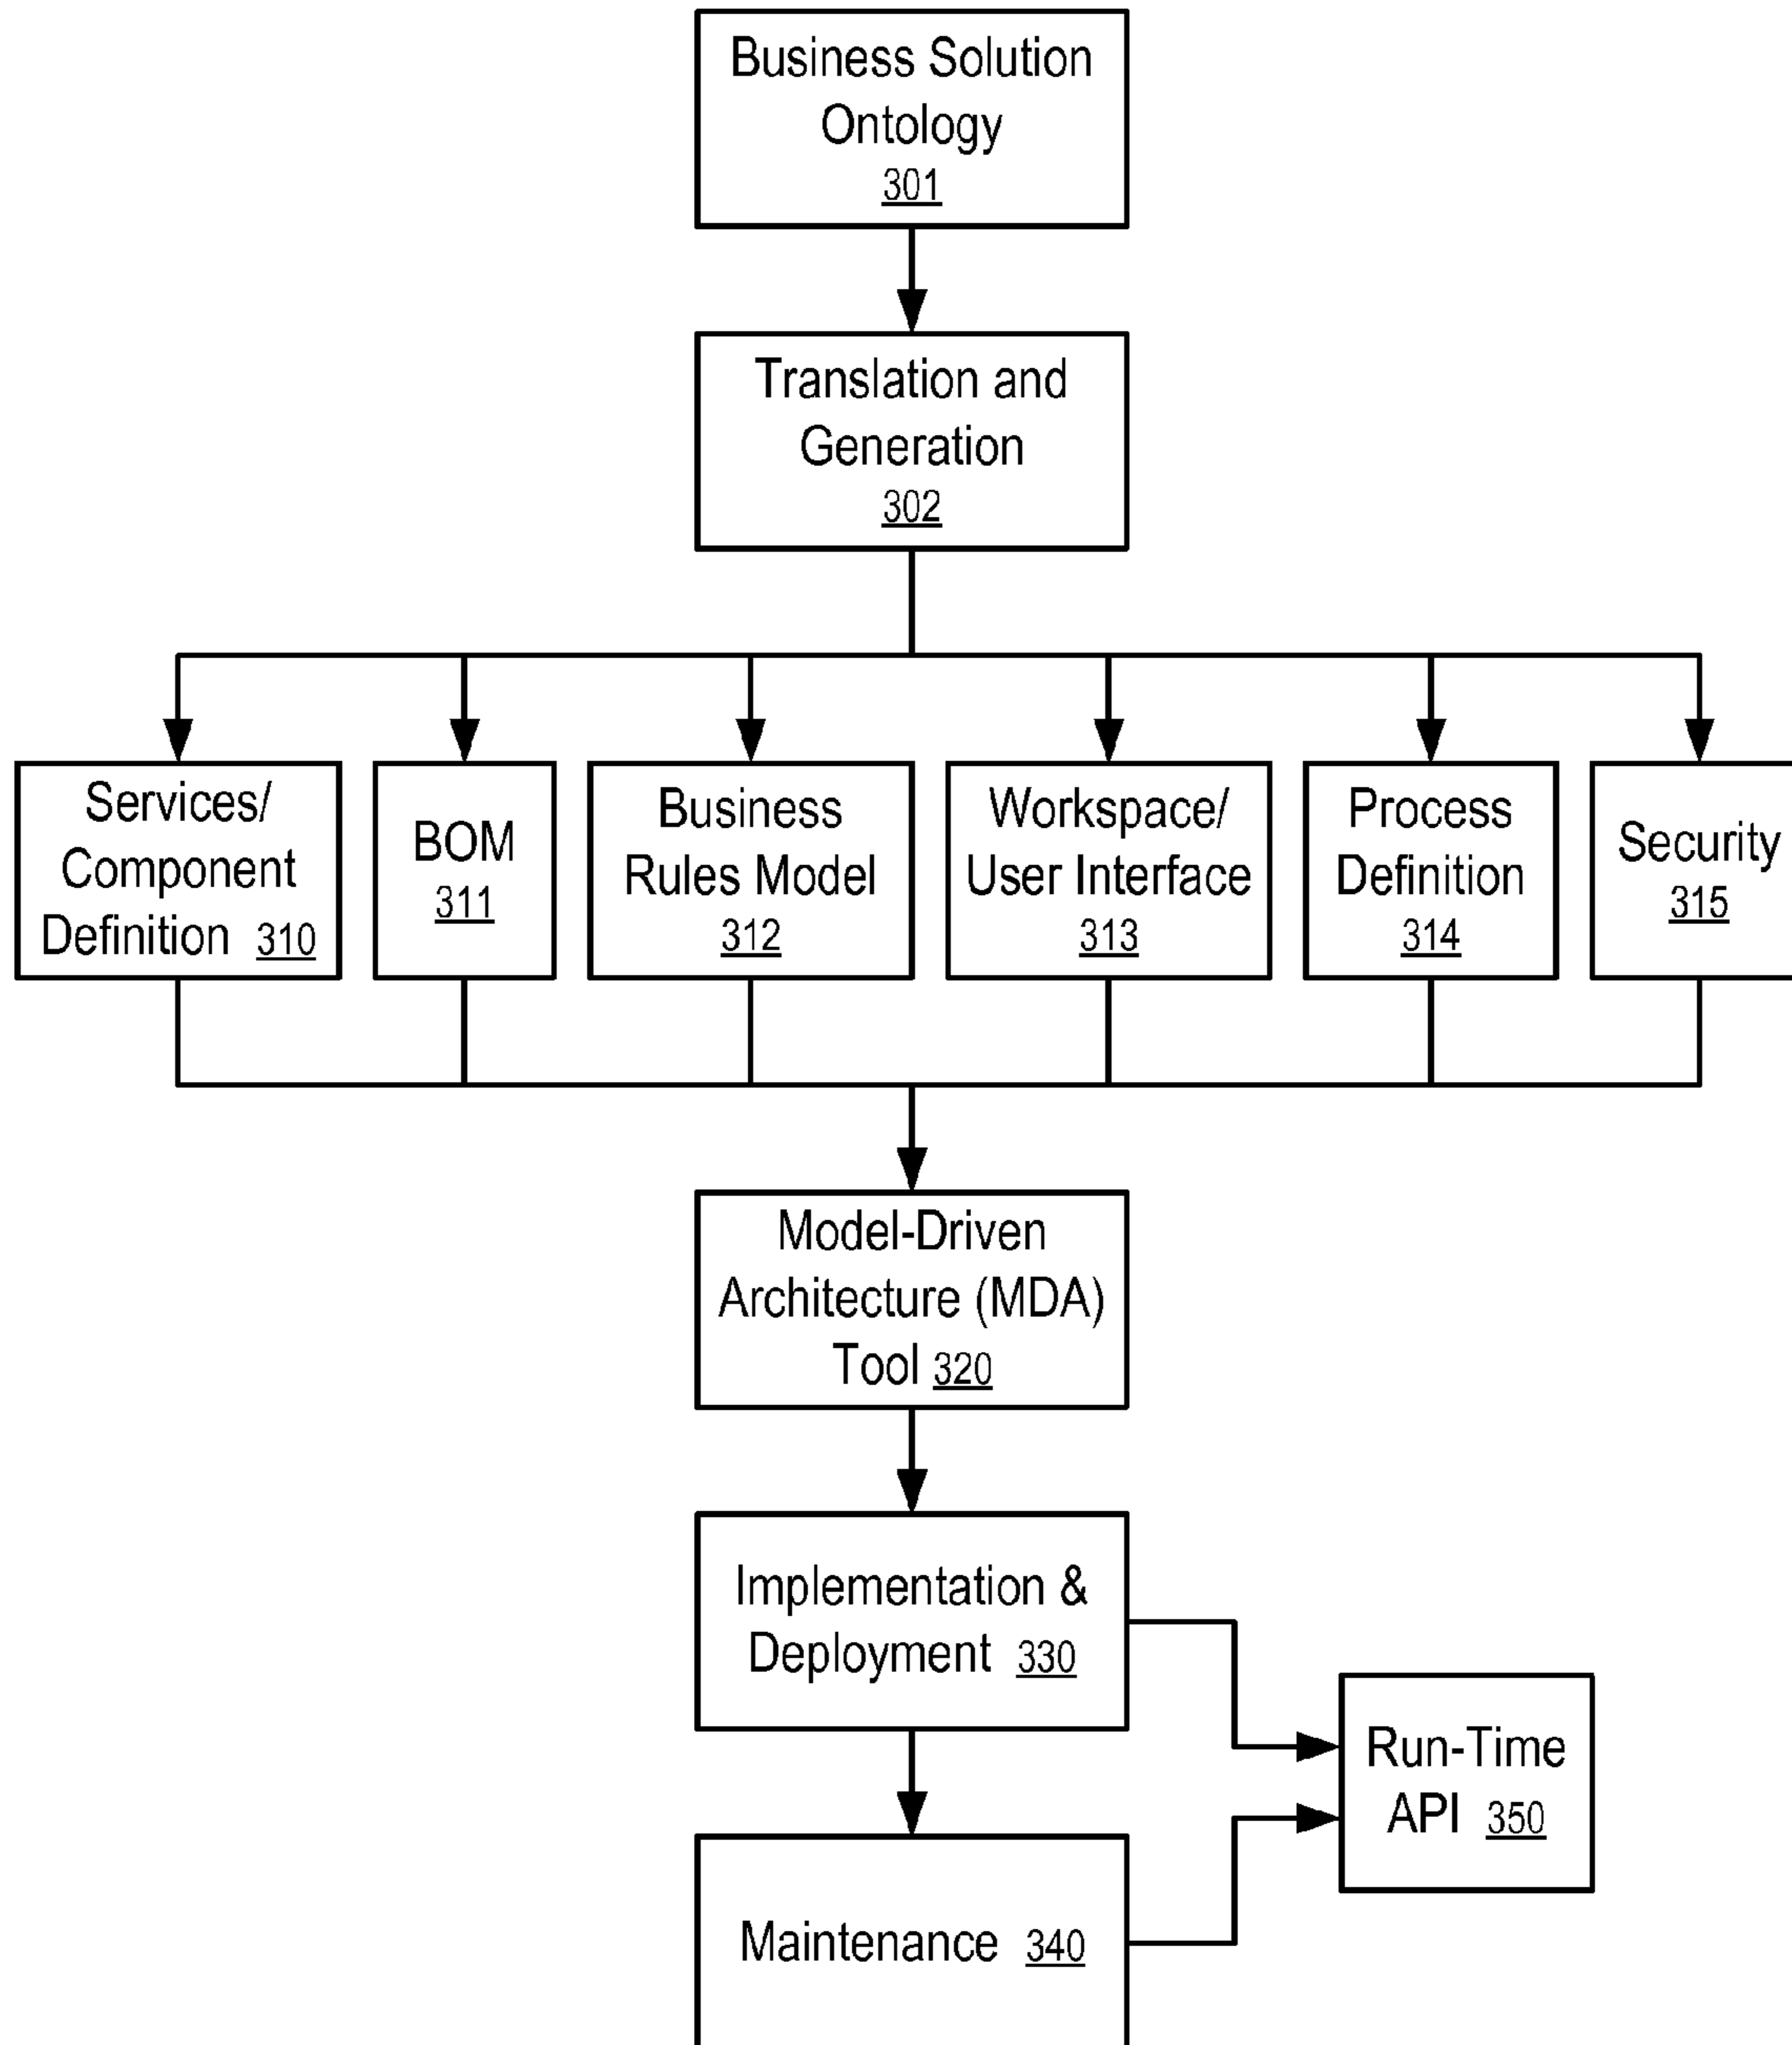 Business Solution
Ontology
301
Translation and
Generation
302
Services/
Component
Definition 310
BOM
311
Business
Rules Model
312
Workspace/
User Interface
313
Process
Definition
314
Security
315
Model-Driven
Architecture (MDA)
Tool 320
Implementation &
Deployment 330
Run-Time
API 350
Maintenance 340